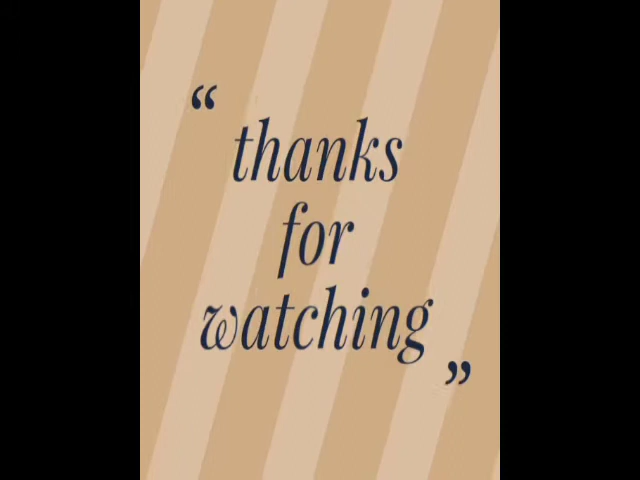 “ thanks
for
watching ”